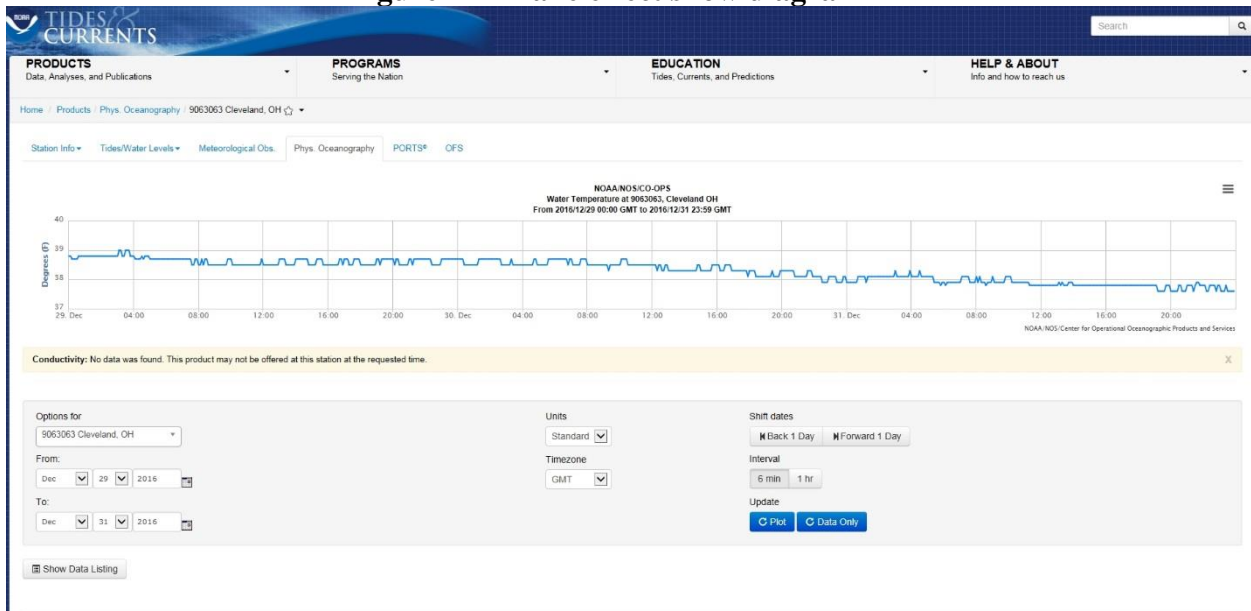 NOAA
TIDES &
CURRENTS
Search
PRODUCTS
Data, Analyses, and Publications
PROGRAMS
Serving the Nation
EDUCATION
Tides, Currents, and Predictions
HELP & ABOUT
Info and how to reach us
Home / Products / Phys. Oceanography / 9063063 Cleveland, OH
Station Info Tides/Water Levels Meteorological Obs. Phys. Oceanography PORTS® OFS
NOAA/NOS/CO-OPS
Water Temperature at 9063063, Cleveland OH
From 2016/12/29 00:00 GMT to 2016/12/31 23:59 GMT
Degrees (F)
40
39
38
37
29. Dec 04:00 08:00 12:00 16:00 20:00 30. Dec 04:00 08:00 12:00 16:00 20:00 31. Dec 04:00 08:00 12:00 16:00 20:00
NOAA/NOS/Center for Operational Oceanographic Products and Services
Conductivity: No data was found. This product may not be offered at this station at the requested time. X
Options for
9063063 Cleveland, OH
From:
Dec 29 2016
To:
Dec 31 2016
Units
Standard
Timezone
GMT
Shift dates
Back 1 Day Forward 1 Day
Interval
6 min 1 hr
Update
Plot Data Only
Show Data Listing